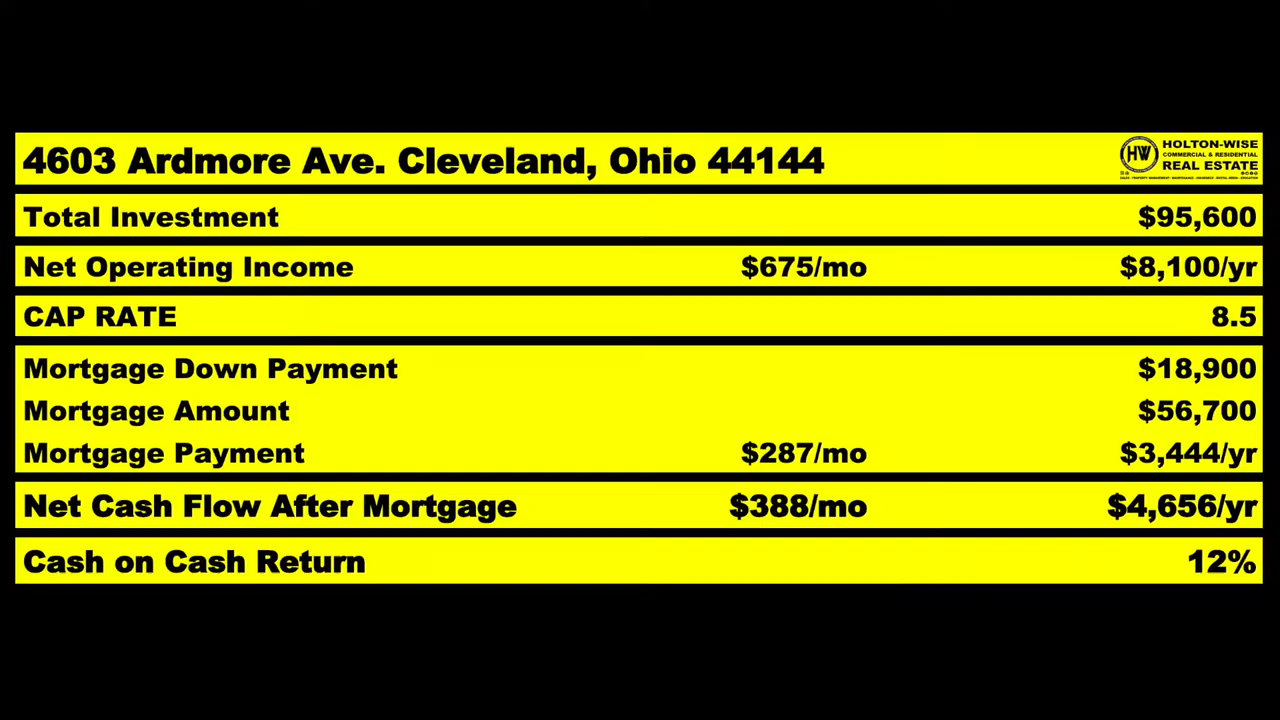 4603 Ardmore Ave. Cleveland, Ohio 44144
HW
HOLTON-WISE
COMMERCIAL & RESIDENTIAL
REAL ESTATE
Total Investment $95,600
Net Operating Income $675/mo $8,100/yr
CAP RATE 8.5
Mortgage Down Payment $18,900
Mortgage Amount $56,700
Mortgage Payment $287/mo $3,444/yr
Net Cash Flow After Mortgage $388/mo $4,656/yr
Cash on Cash Return 12%